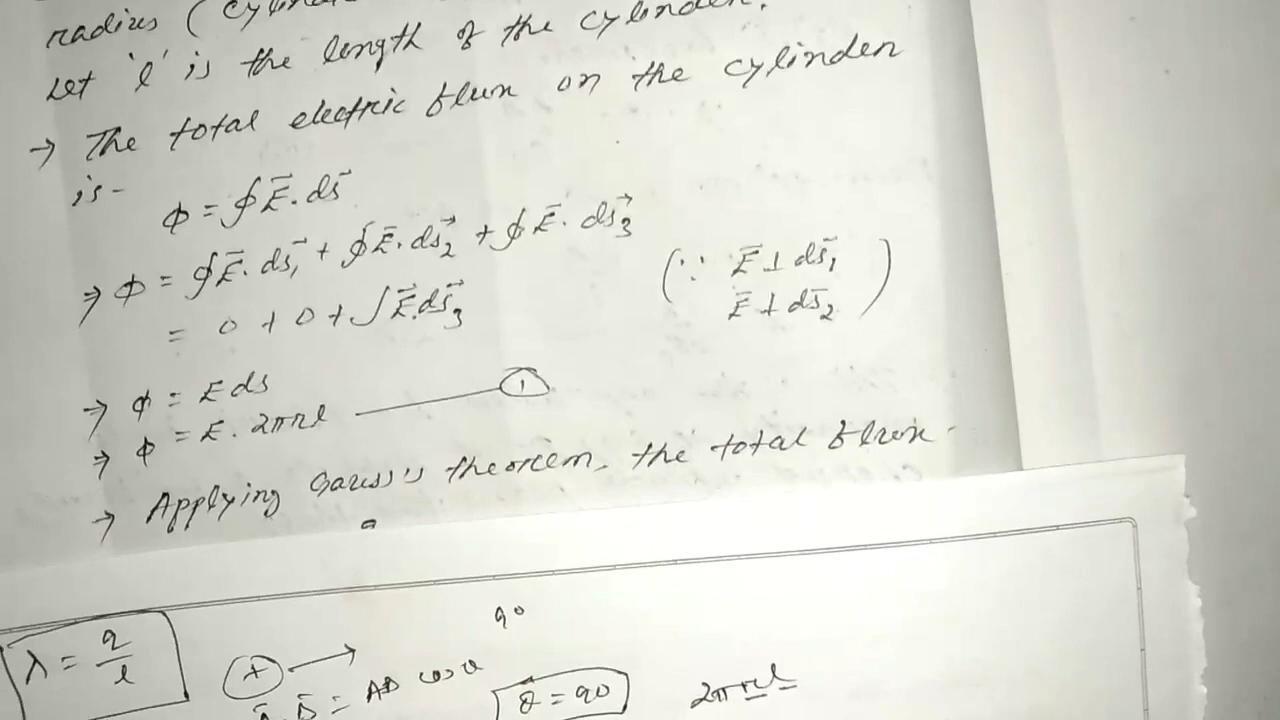 radius (
Let 'l' is the length of the cylinder.
→ The total electric flux on the cylinder
is-
ϕ = ∮E⃗.ds⃗
⇒ ϕ = ∮E⃗.ds⃗₁ + ∮E⃗.ds⃗₂ + ∮E⃗.ds⃗₃
= 0 + 0 + ∫E⃗.ds⃗₃ (∵ E⃗ ⊥ ds⃗₁
E⃗ ⊥ ds⃗₂)
⇒ ϕ = E ds
⇒ ϕ = E. 2πrl —— ①
→ Applying Gauss's theorem, the total flux
90
λ = q/l
+ →
= AB cos θ
θ = 90
2πrl